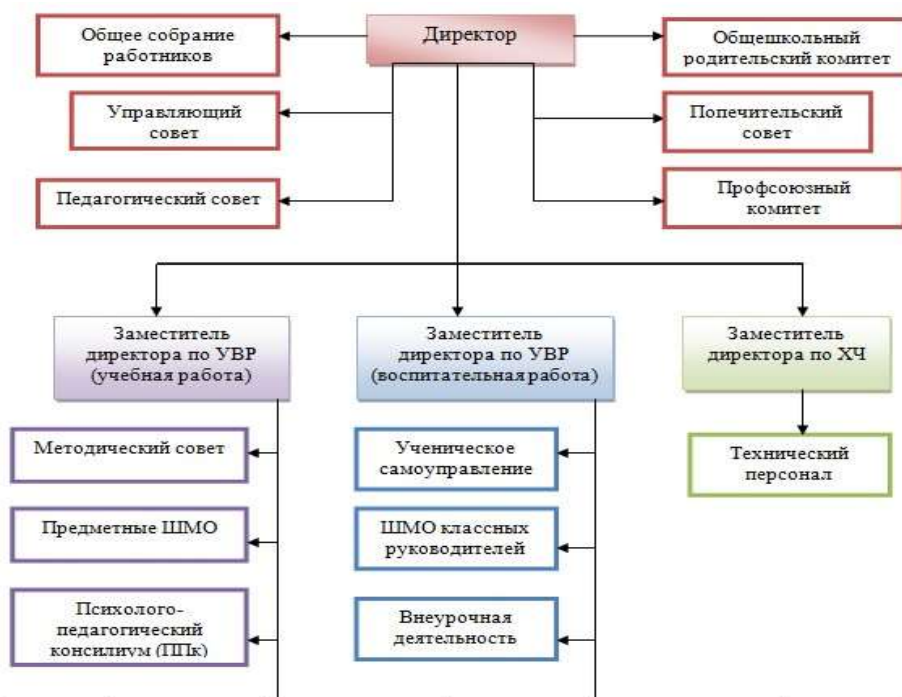 Директор
Общее собрание
работников
Общешкольный
родительский комитет
Управляющий
совет
Попечительский
совет
Педагогический совет
Профсоюзный
комитет
Заместитель
директора по УВР
(учебная работа)
Заместитель
директора по УВР
(воспитательная работа)
Заместитель
директора по ХЧ
Методический совет
Предметные ШМО
Психолого-
педагогический
консилиум (ППк)
Ученическое
самоуправление
ШМО классных
руководителей
Внеурочная
деятельность
Технический
персонал